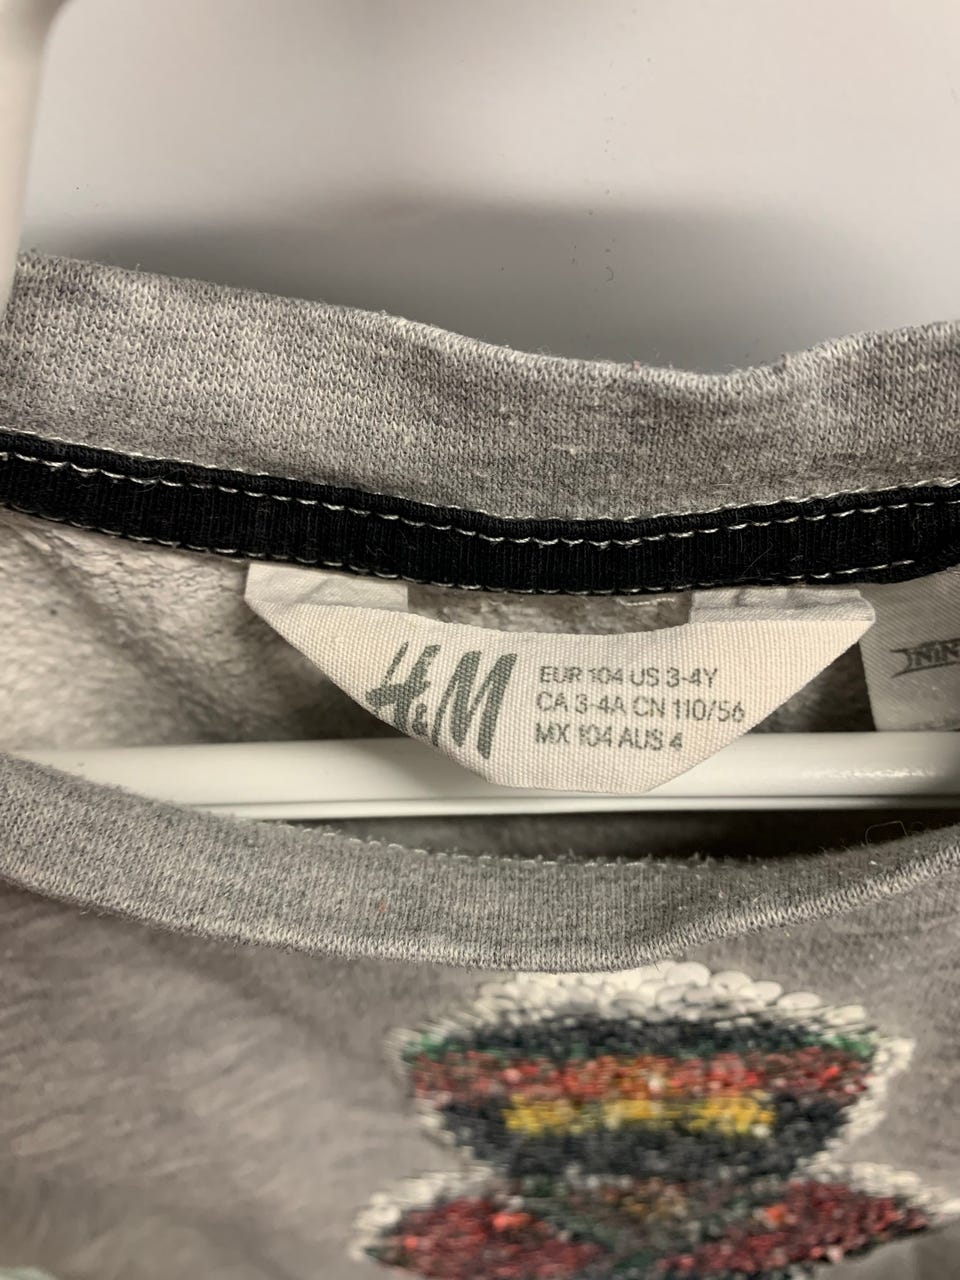 H&M
EUR 104 US 3-4Y
CA 3-4A CN 110/56
MX 104 AUS 4